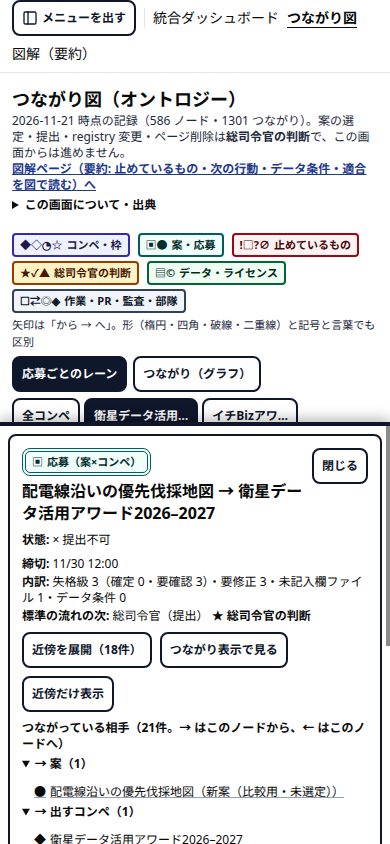 メニューを出す 統合ダッシュボード つながり図
図解（要約）
つながり図（オントロジー）
2026-11-21 時点の記録（586 ノード・1301 つながり）。案の選
定・提出・registry 変更・ページ削除は総司令官の判断で、この画
面からは進めません。
図解ページ（要約: 止めているもの・次の行動・データ条件・適合
を図で読む）へ
▶ この画面について・出典
◆◇◔☆ コンペ・枠 ▣● 案・応募 !□?⊘ 止めているもの
★✓▲ 総司令官の判断 ▤© データ・ライセンス
☐⇄◎◈ 作業・PR・監査・部隊
矢印は「から → へ」。形（楕円・四角・破線・二重線）と記号と言葉でも
区別
応募ごとのレーン つながり（グラフ）
全コンペ 衛星データ活用… イチBizアワ…
▣ 応募（案×コンペ） 閉じる
配電線沿いの優先伐採地図 → 衛星デー
タ活用アワード2026–2027
状態: × 提出不可
締切: 11/30 12:00
内訳: 失格級 3（確定 0・要確認 3）・要修正 3・未記入欄ファイ
ル 1・データ条件 0
標準の流れの次: 総司令官（提出） ★ 総司令官の判断
近傍を展開（18件） つながり表示で見る
近傍だけ表示
つながっている相手（21件。→ はこのノードから、← はこのノ
ードへ）
▼ → 案（1）
● 配電線沿いの優先伐採地図（新案（比較用・未選定））
▼ → 出すコンペ（1）
◆ 衛星データ活用アワード2026–2027